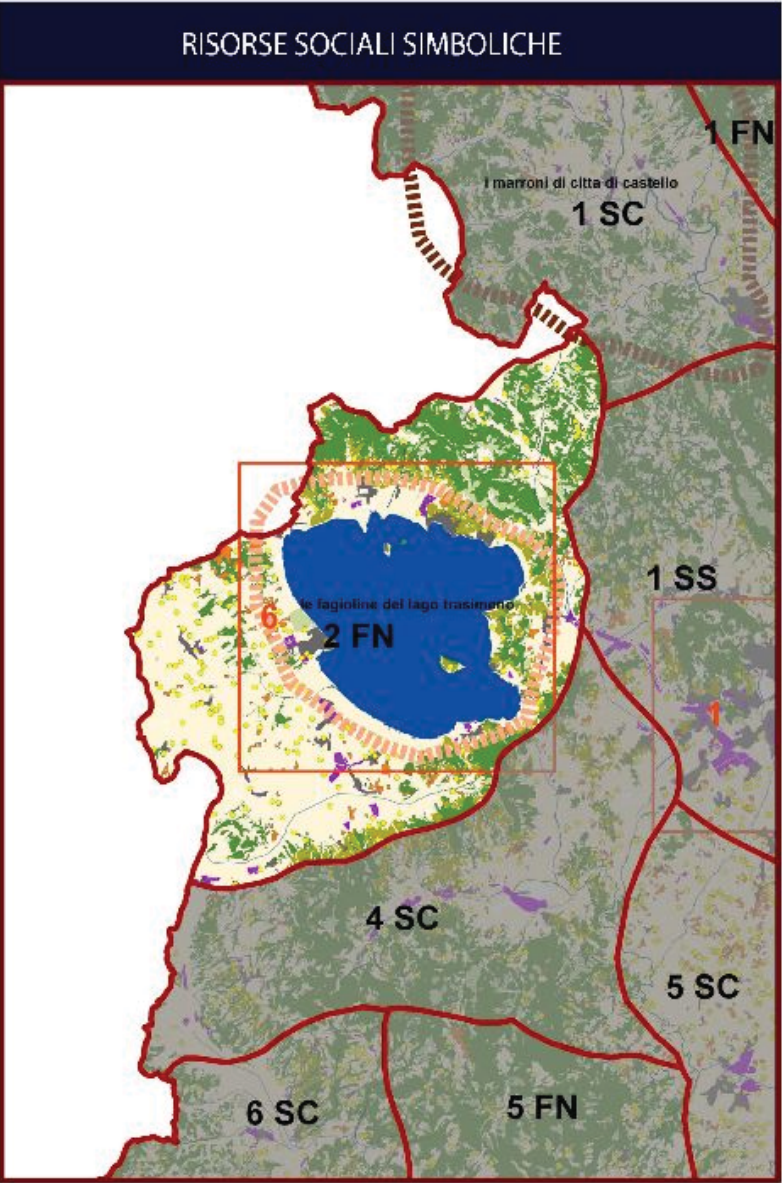 RISORSE SOCIALI SIMBOLICHE
1 FN
i marroni di citta di castello
1 SC
1 SS
le fagioline del lago trasimeno
6
2 FN
1
4 SC
5 SC
6 SC
5 FN